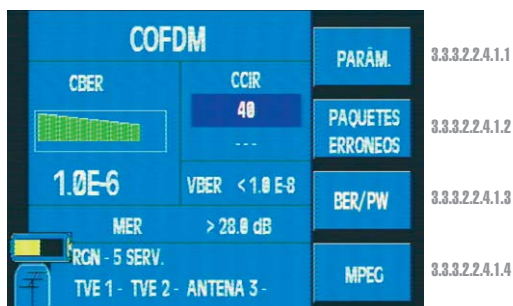 COFDM
CBER
1.0E-6
CCIR
40
---
VBER < 1.0 E-8
MER > 28.0 dB
RGN - 5 SERV.
TVE 1 - TVE 2 - ANTENA 3 -
PARÂM.
3.3.3.2.2.4.1.1
PAQUETES
ERRONEOS
3.3.3.2.2.4.1.2
BER/PW
3.3.3.2.2.4.1.3
MPEG
3.3.3.2.2.4.1.4